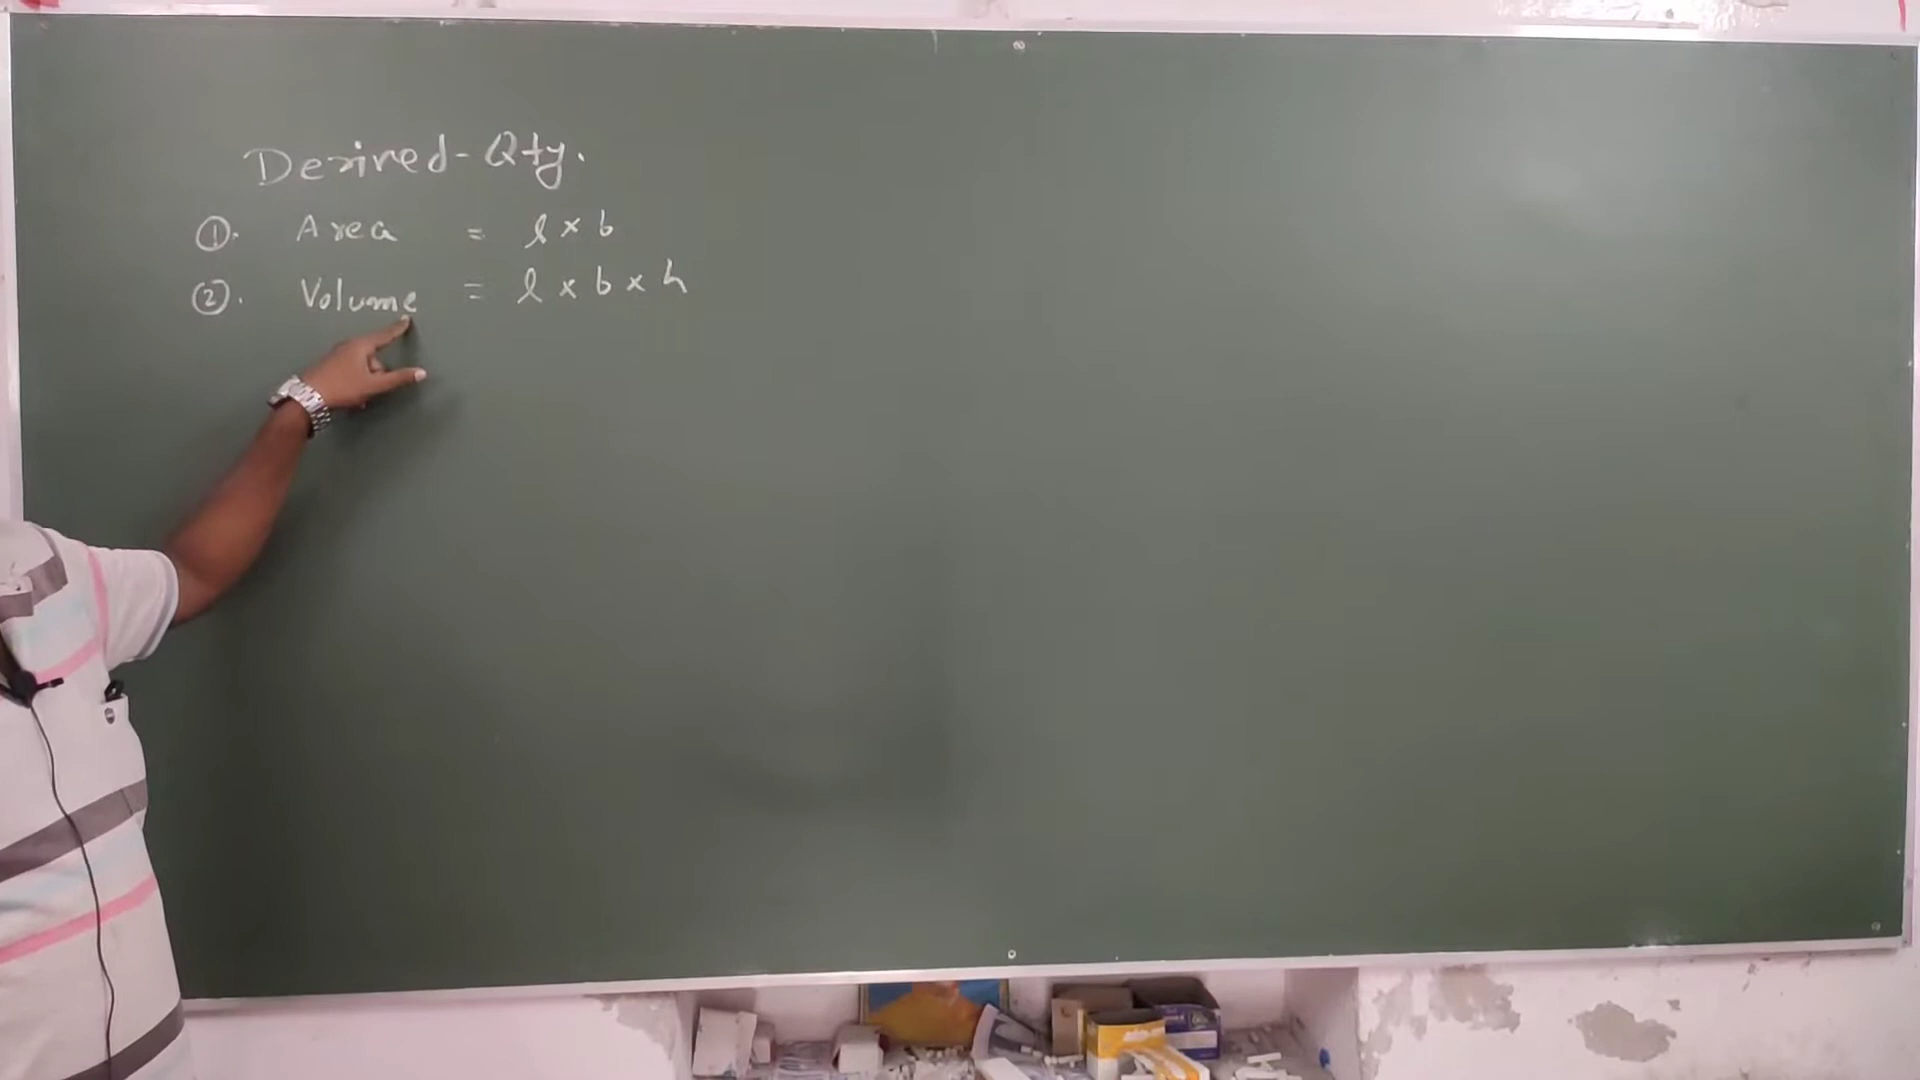 Derived-Qty.
①. Area = l × b
②. Volume = l × b × h